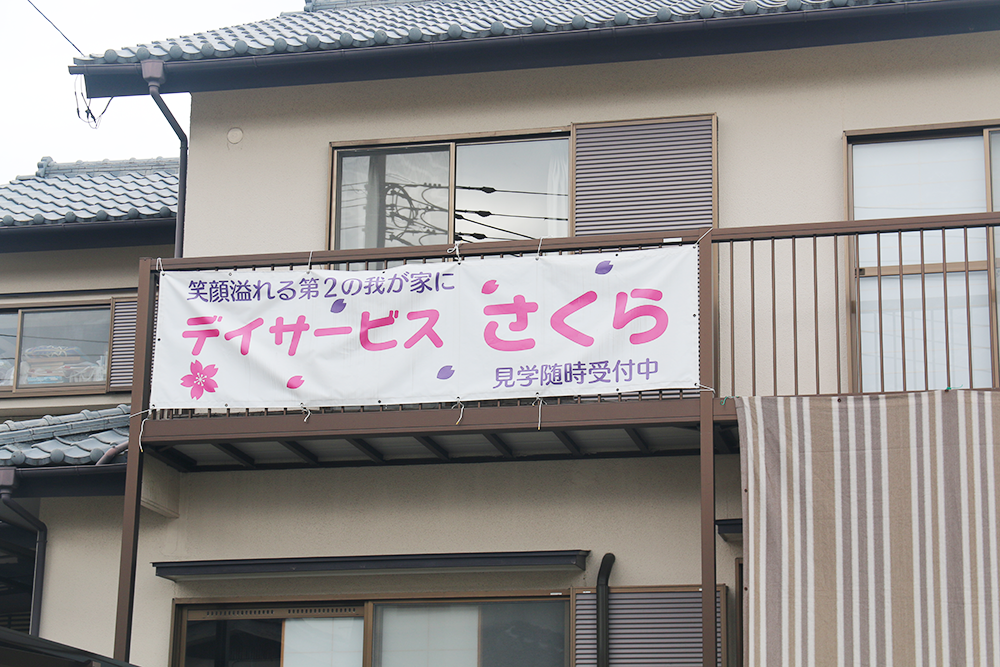 笑顔溢れる第2の我が家に
デイサービス さくら
見学随時受付中